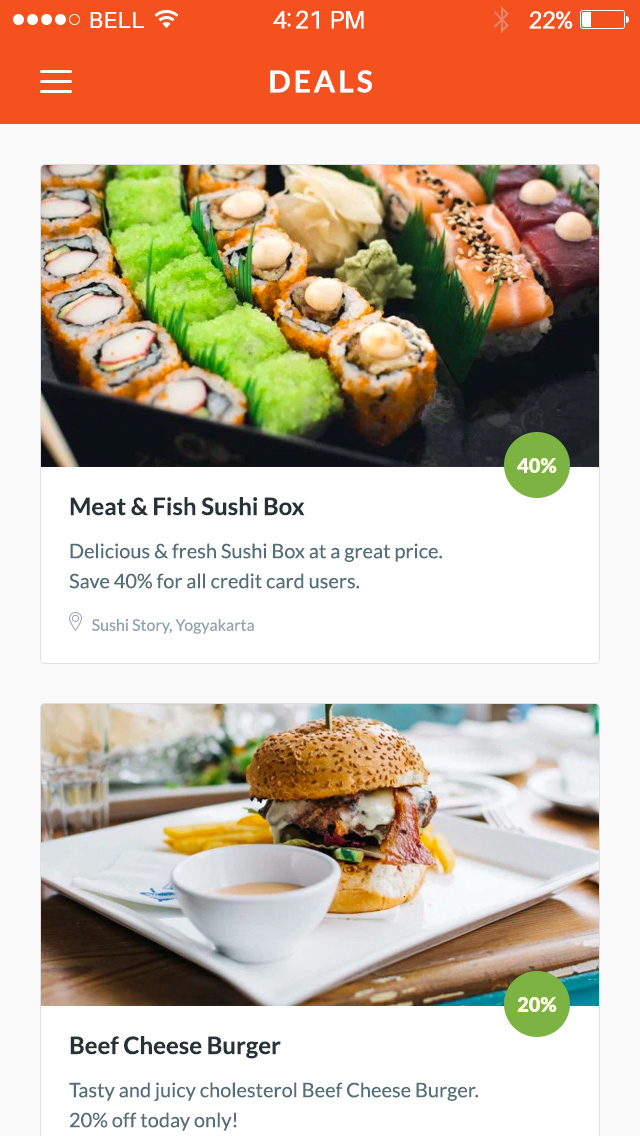 BELL 4:21 PM 22%
DEALS
40%
Meat & Fish Sushi Box
Delicious & fresh Sushi Box at a great price.
Save 40% for all credit card users.
Sushi Story, Yogyakarta
20%
Beef Cheese Burger
Tasty and juicy cholesterol Beef Cheese Burger.
20% off today only!